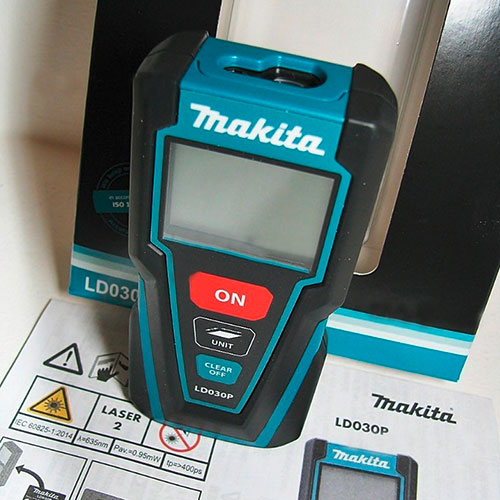 makita
ON
UNIT
CLEAR
OFF
LD030P
ISO
LD030
LASER
2
IEC 60825-1:2014
λ=635nm
Pav.=0.95mW
tp=>400ps
makita
LD030P
makita